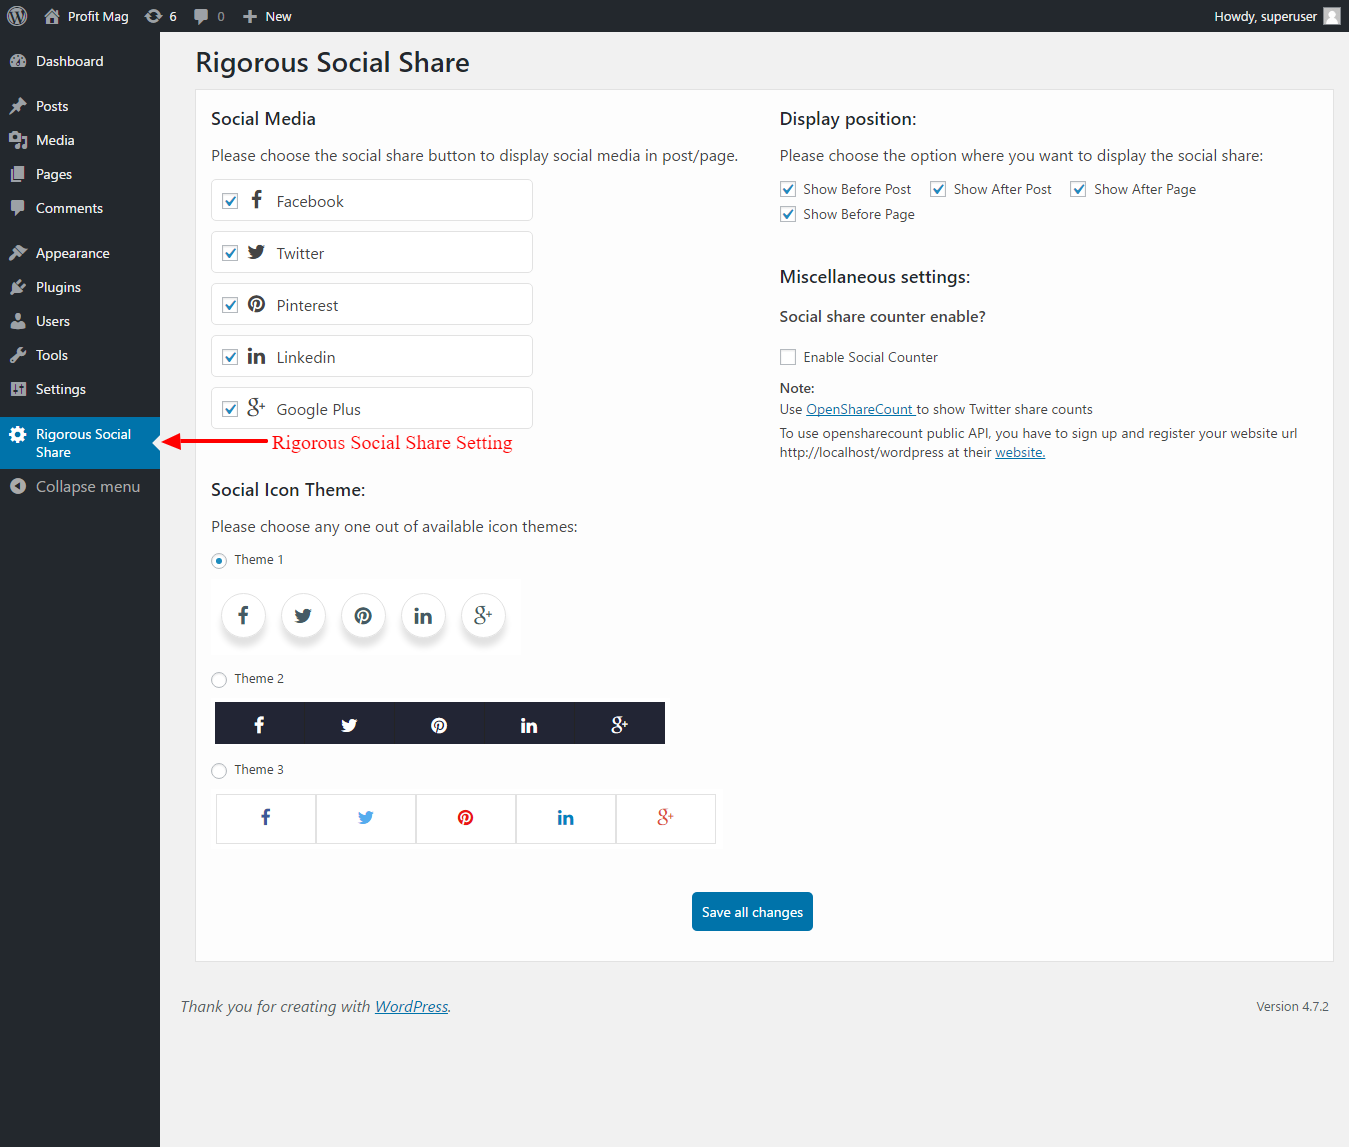 Profit Mag 6 0 New
Howdy, superuser
Dashboard
Posts
Media
Pages
Comments
Appearance
Plugins
Users
Tools
Settings
Rigorous Social
Share
Collapse menu
Rigorous Social Share
Social Media
Please choose the social share button to display social media in post/page.
Facebook
Twitter
Pinterest
Linkedin
Google Plus
Rigorous Social Share Setting
Social Icon Theme:
Please choose any one out of available icon themes:
Theme 1
Theme 2
Theme 3
Display position:
Please choose the option where you want to display the social share:
Show Before Post Show After Post Show After Page
Show Before Page
Miscellaneous settings:
Social share counter enable?
Enable Social Counter
Note:
Use OpenShareCount to show Twitter share counts
To use opensharecount public API, you have to sign up and register your website url
http://localhost/wordpress at their website.
Save all changes
Thank you for creating with WordPress.
Version 4.7.2